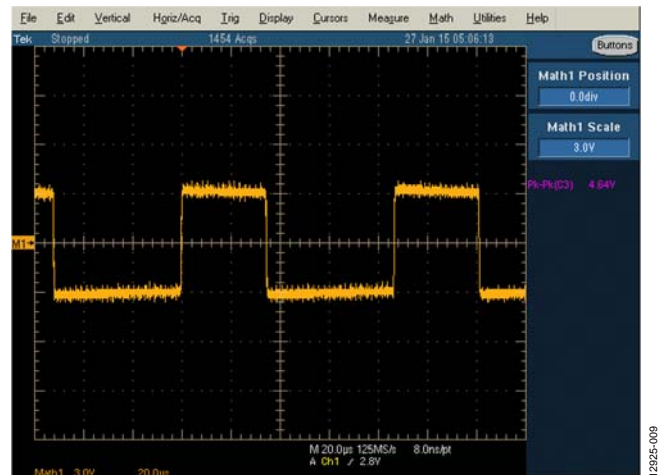 File Edit Vertical Horiz/Acq Trig Display Cursors Measure Math Utilities Help
Tek Stopped 1454 Acqs 27 Jan 15 05:06:13 Buttons
Math1 Position
0.0div
Math1 Scale
3.0V
Pk-Pk(C3) 4.64V
M1
M 20.0µs 125MS/s 8.0ns/pt
A Ch1 / 2.8V
Math1 3.0V 20.0µs
12925-009